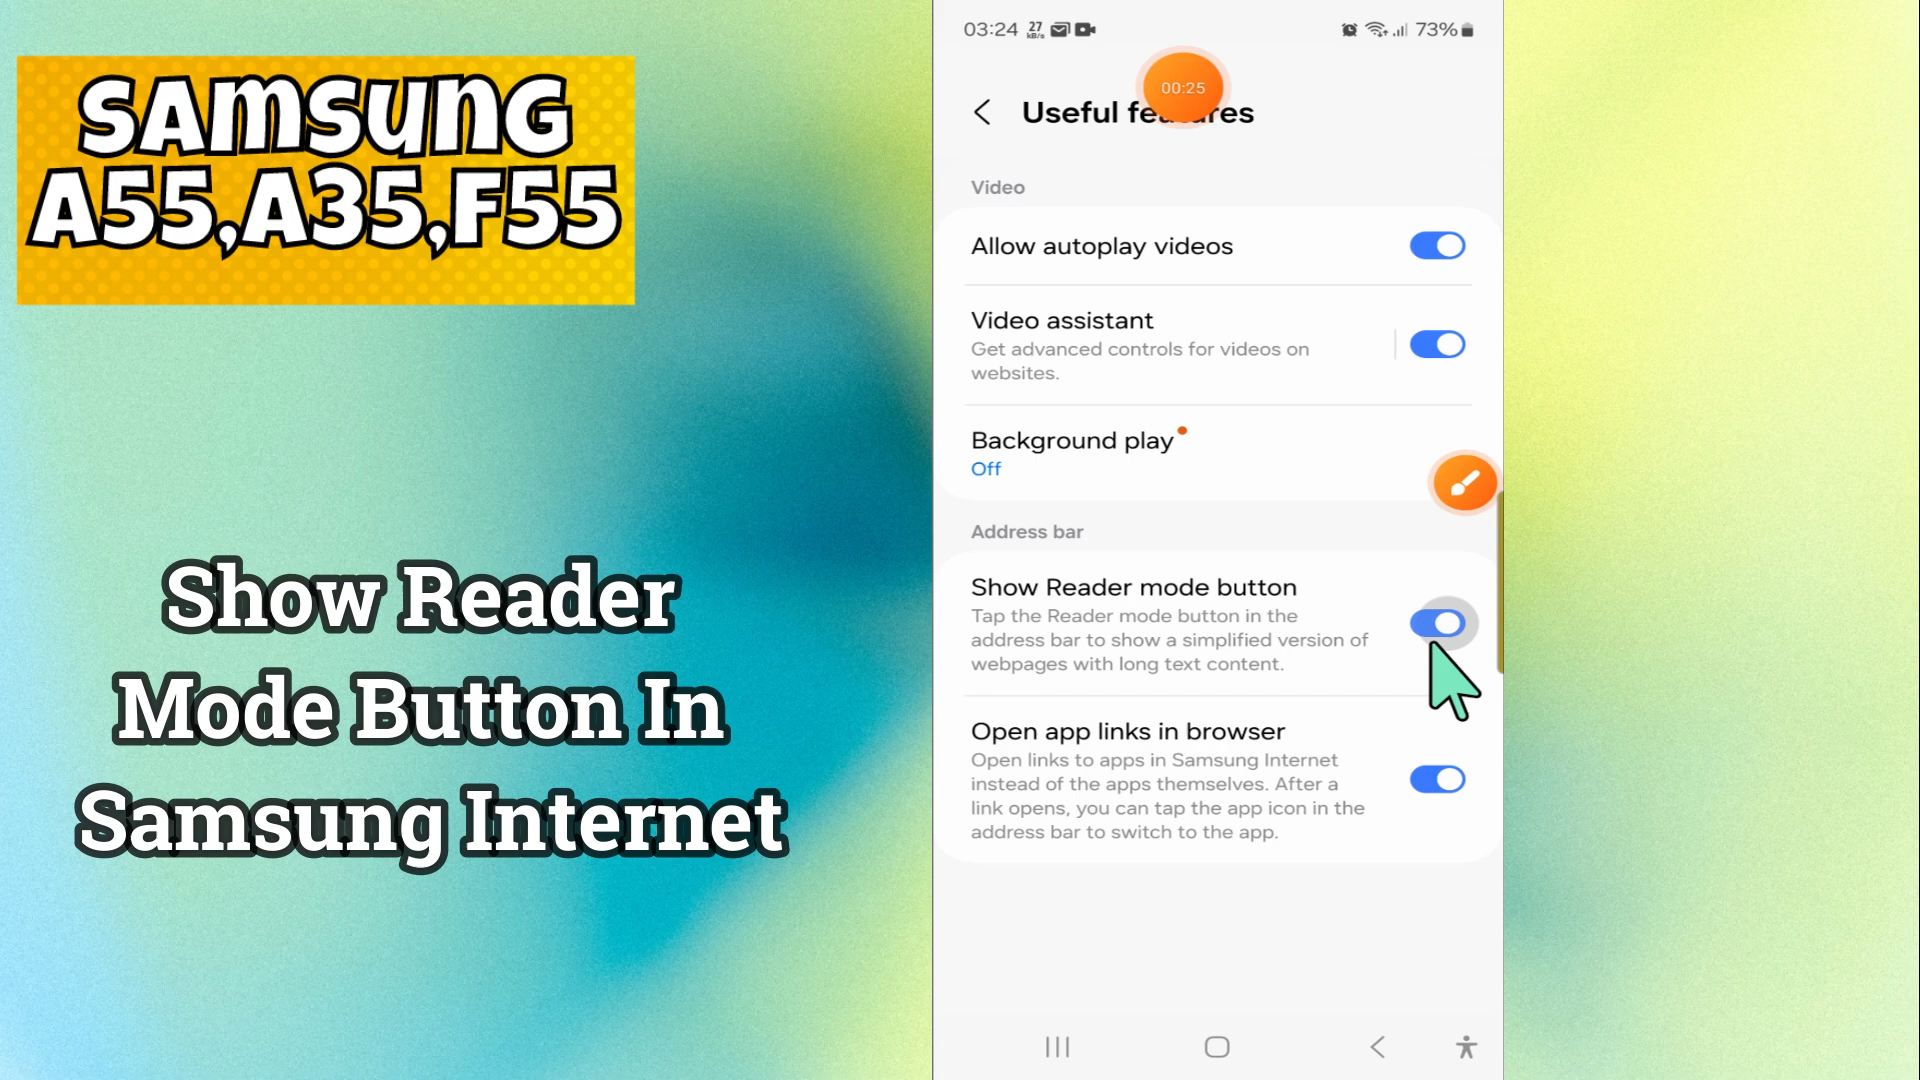 SAmSunG
A55,A35,F55
Show Reader
Mode Button In
Samsung Internet
03:24 27 KB/s 73%
00:25
Useful features
Video
Allow autoplay videos
Video assistant
Get advanced controls for videos on
websites.
Background play
Off
Address bar
Show Reader mode button
Tap the Reader mode button in the
address bar to show a simplified version of
webpages with long text content.
Open app links in browser
Open links to apps in Samsung Internet
instead of the apps themselves. After a
link opens, you can tap the app icon in the
address bar to switch to the app.